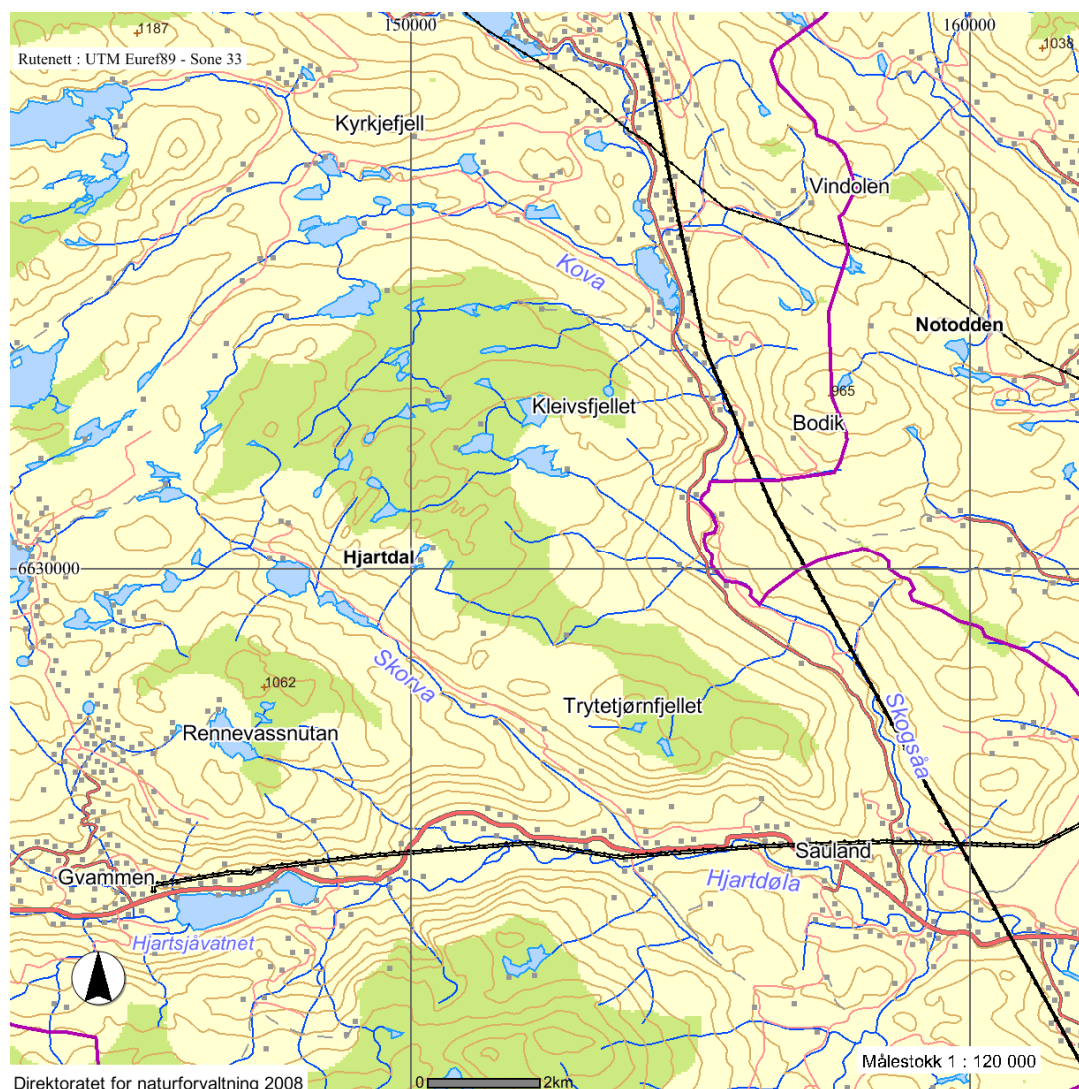 150000
160000
1187
1038
Rutenett : UTM Euref89 - Sone 33
Kyrkjefjell
Vindolen
Kova
Notodden
965
Kleivsfjellet
Bodik
Hjartdal
6630000
Skorva
1062
Trytetjørnfjellet
Rennevassnutan
Skogsåa
Sauland
Gvammen
Hjartdøla
Hjartsjåvatnet
Målestokk 1 : 120 000
Direktoratet for naturforvaltning 2008
0 2km